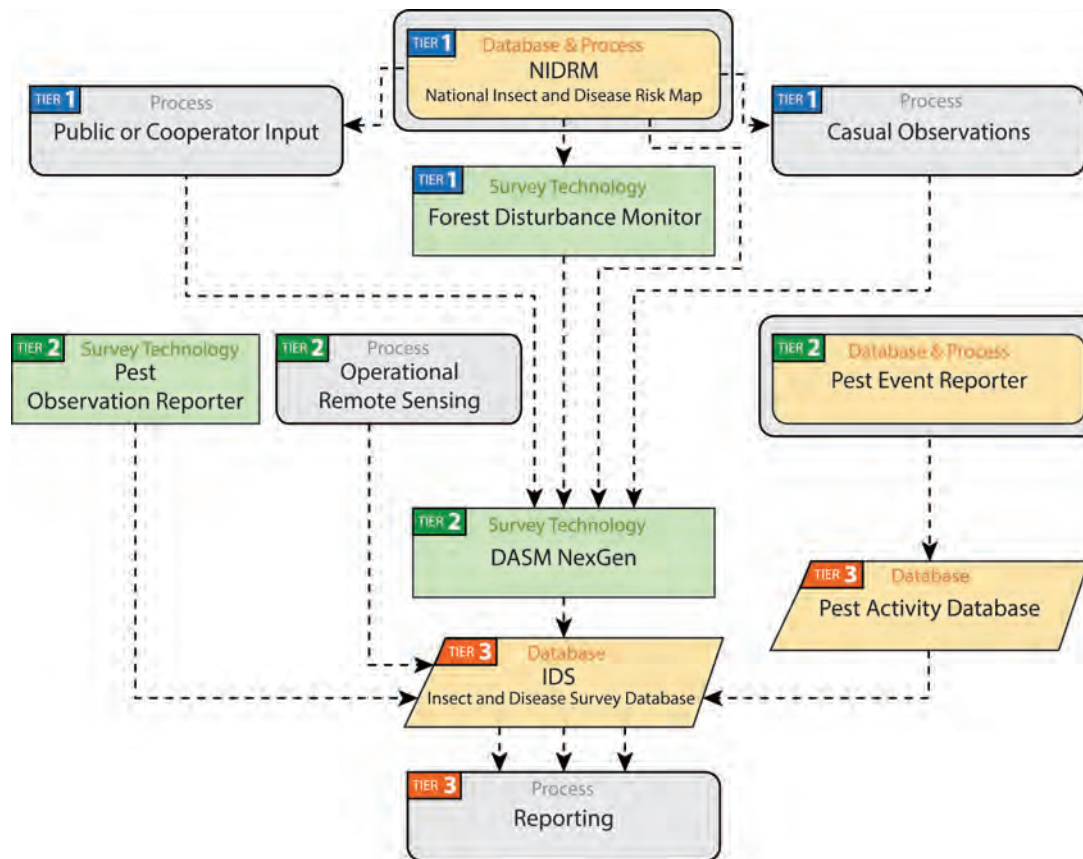 TIER 1
Database & Process
NIDRM
National Insect and Disease Risk Map
TIER 1
Process
Public or Cooperator Input
TIER 1
Process
Casual Observations
TIER 1
Survey Technology
Forest Disturbance Monitor
TIER 2
Survey Technology
Pest
Observation Reporter
TIER 2
Process
Operational
Remote Sensing
TIER 2
Database & Process
Pest Event Reporter
TIER 2
Survey Technology
DASM NexGen
TIER 3
Database
Pest Activity Database
TIER 3
Database
IDS
Insect and Disease Survey Database
TIER 3
Process
Reporting